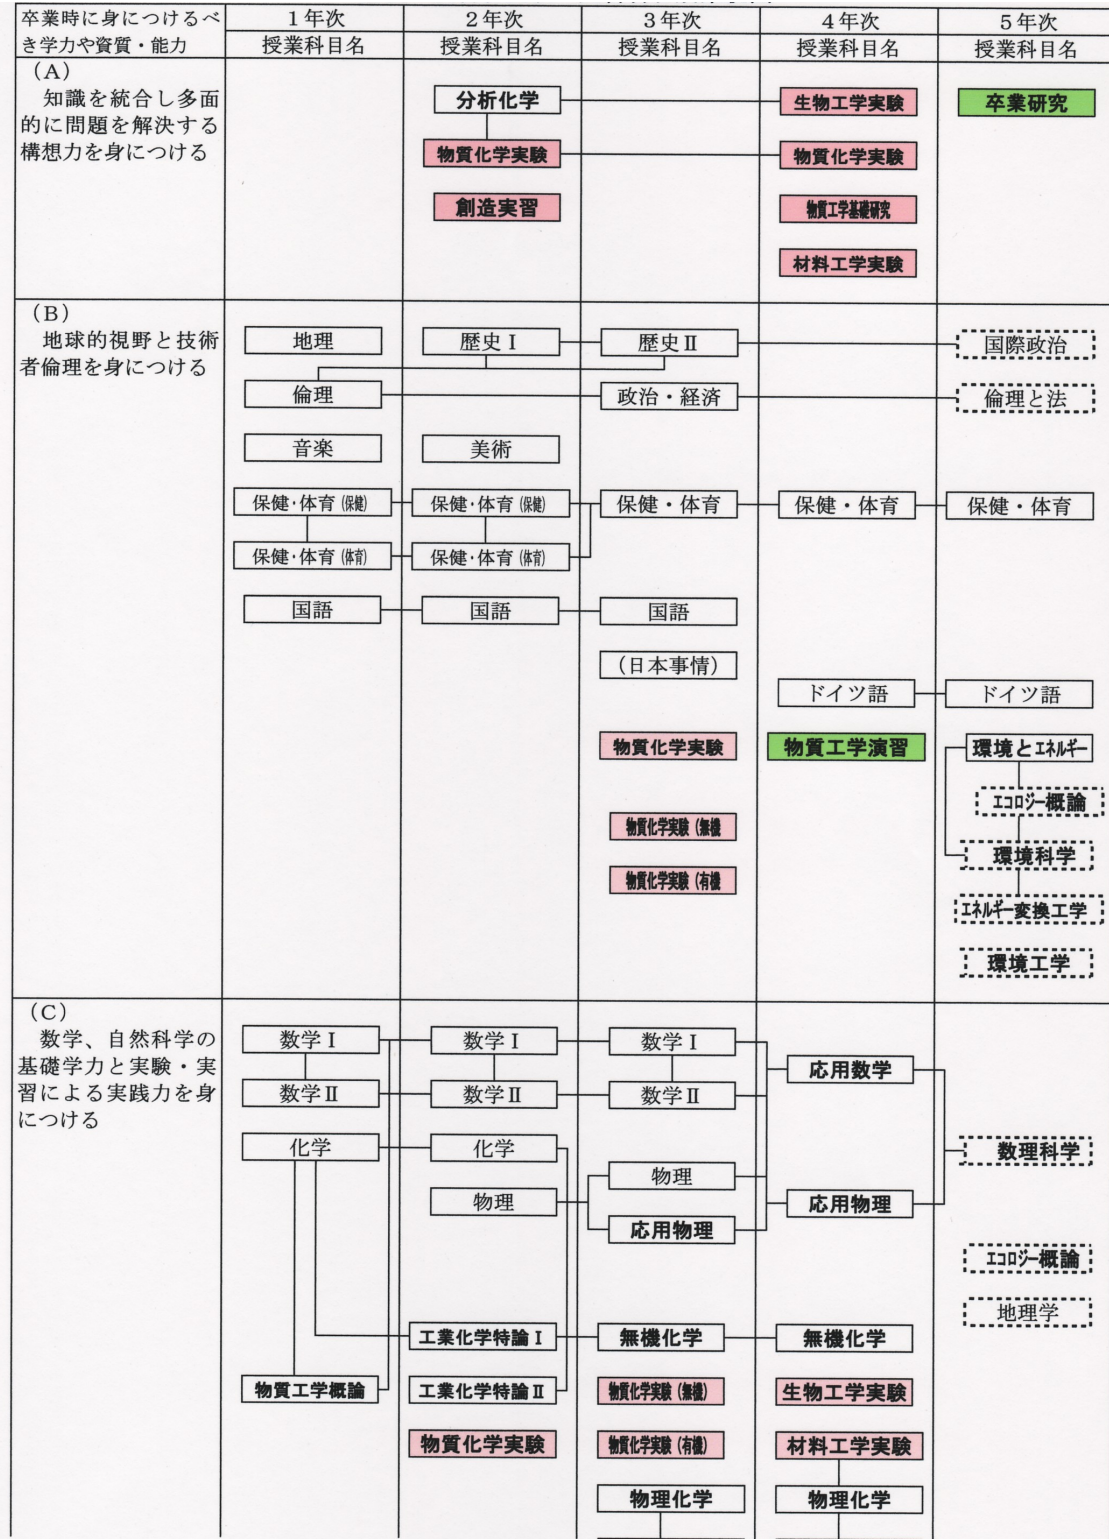 卒業時に身につけるべ
き学力や資質・能力
1年次 2年次 3年次 4年次 5年次
授業科目名 授業科目名 授業科目名 授業科目名 授業科目名
(A)
知識を統合し多面
的に問題を解決する
構想力を身につける
分析化学 生物工学実験 卒業研究
物質化学実験 物質化学実験
創造実習 物質工学基礎研究
材料工学実験
(B)
地球的視野と技術
者倫理を身につける
地理 歴史Ⅰ 歴史Ⅱ 国際政治
倫理 政治・経済 倫理と法
音楽 美術
保健・体育(保健) 保健・体育(保健) 保健・体育 保健・体育 保健・体育
保健・体育(体育) 保健・体育(体育)
国語 国語 国語
(日本事情)
ドイツ語 ドイツ語
物質化学実験 物質工学演習 環境とエネルギー
エコロジー概論
物質化学実験(無機
環境科学
物質化学実験(有機
エネルギー変換工学
環境工学
(C)
数学、自然科学の
基礎学力と実験・実
習による実践力を身
につける
数学Ⅰ 数学Ⅰ 数学Ⅰ
応用数学
数学Ⅱ 数学Ⅱ 数学Ⅱ
化学 化学 数理科学
物理
物理 応用物理
応用物理
エコロジー概論
地理学
工業化学特論Ⅰ 無機化学 無機化学
物質工学概論 工業化学特論Ⅱ 物質化学実験(無機) 生物工学実験
物質化学実験 物質化学実験(有機) 材料工学実験
物理化学 物理化学